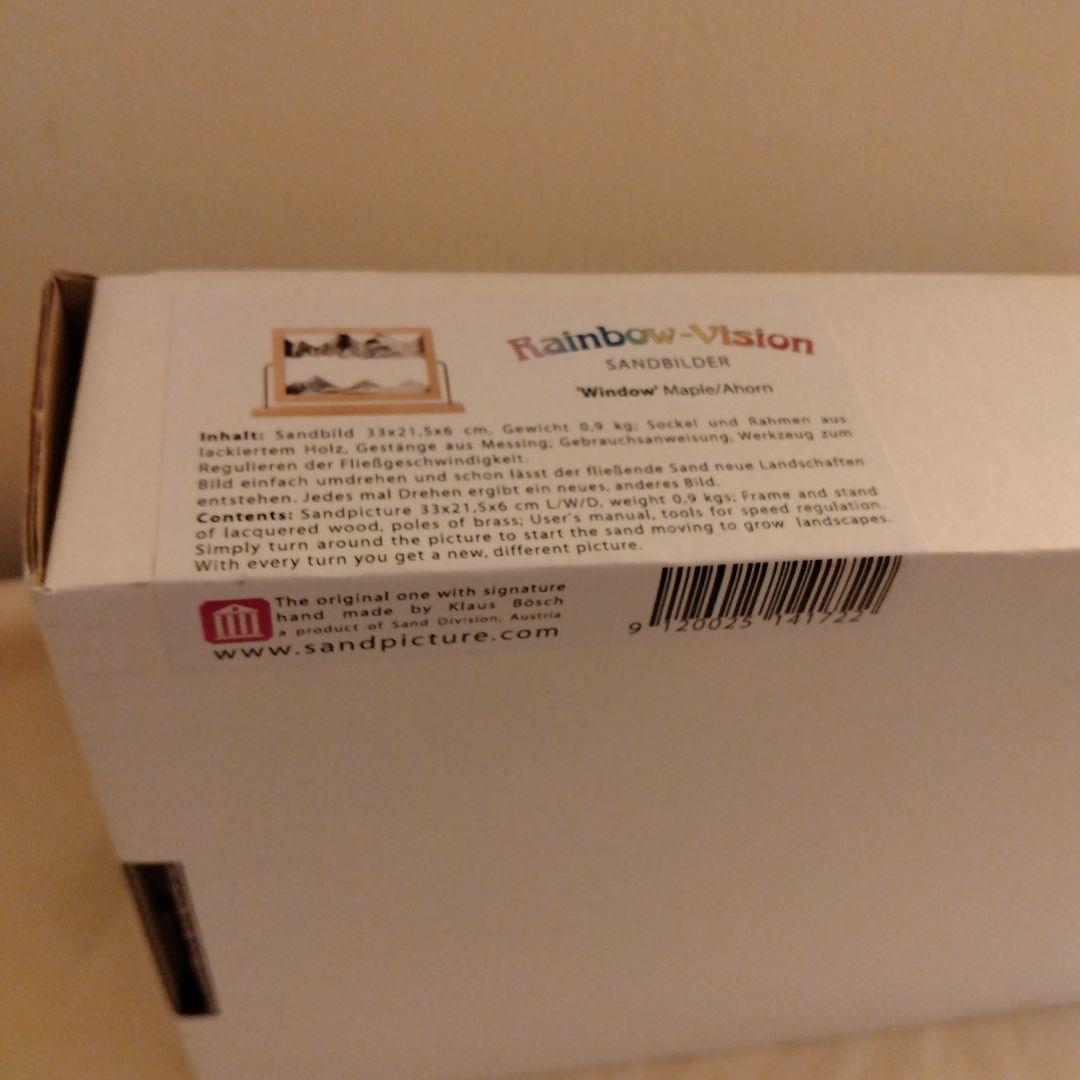 Rainbow-Vision
SANDBILDER
'Window' Maple/Ahorn
Inhalt: Sandbild 33x21,5x6 cm, Gewicht 0,9 kg; Sockel und Rahmen aus
lackiertem Holz, Gestänge aus Messing; Gebrauchsanweisung, Werkzeug zum
Regulieren der Fließgeschwindigkeit.
Bild einfach umdrehen und schon lässt der fließende Sand neue Landschaften
entstehen. Jedes mal Drehen ergibt ein neues, anderes Bild.
Contents: Sandpicture 33x21,5x6 cm L/W/D, weight 0,9 kgs; Frame and stand
of lacquered wood, poles of brass; User's manual, tools for speed regulation.
Simply turn around the picture to start the sand moving to grow landscapes.
With every turn you get a new, different picture.
The original one with signature
hand made by Klaus Bösch
a product of Sand Division, Austria
www.sandpicture.com
9 120025 141722